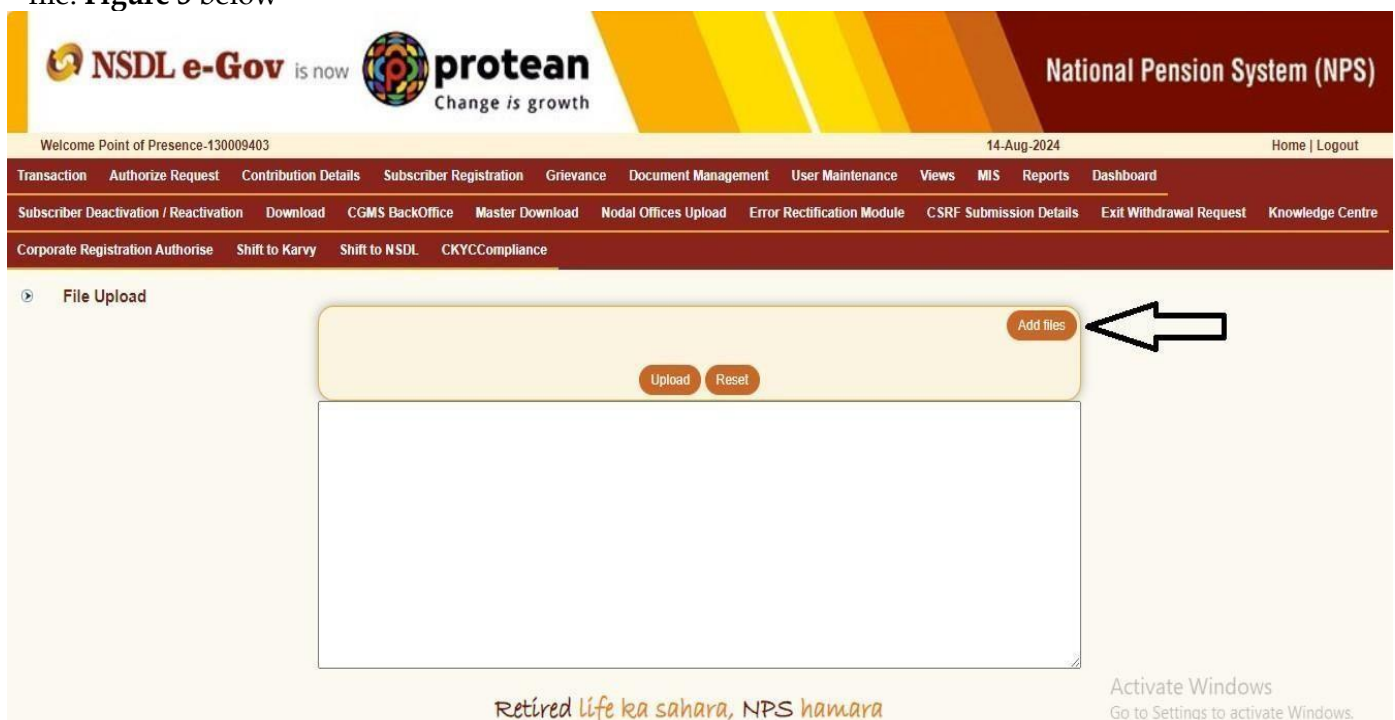 file. Figure 3 below
NSDL e-Gov is now protean
Change is growth
National Pension System (NPS)
Welcome Point of Presence-130009403 14-Aug-2024 Home | Logout
Transaction Authorize Request Contribution Details Subscriber Registration Grievance Document Management User Maintenance Views MIS Reports Dashboard
Subscriber Deactivation / Reactivation Download CGMS BackOffice Master Download Nodal Offices Upload Error Rectification Module CSRF Submission Details Exit Withdrawal Request Knowledge Centre
Corporate Registration Authorise Shift to Karvy Shift to NSDL CKYCCompliance
File Upload
Add files
Upload Reset
Retired life ka sahara, NPS hamara
Activate Windows
Go to Settings to activate Windows.